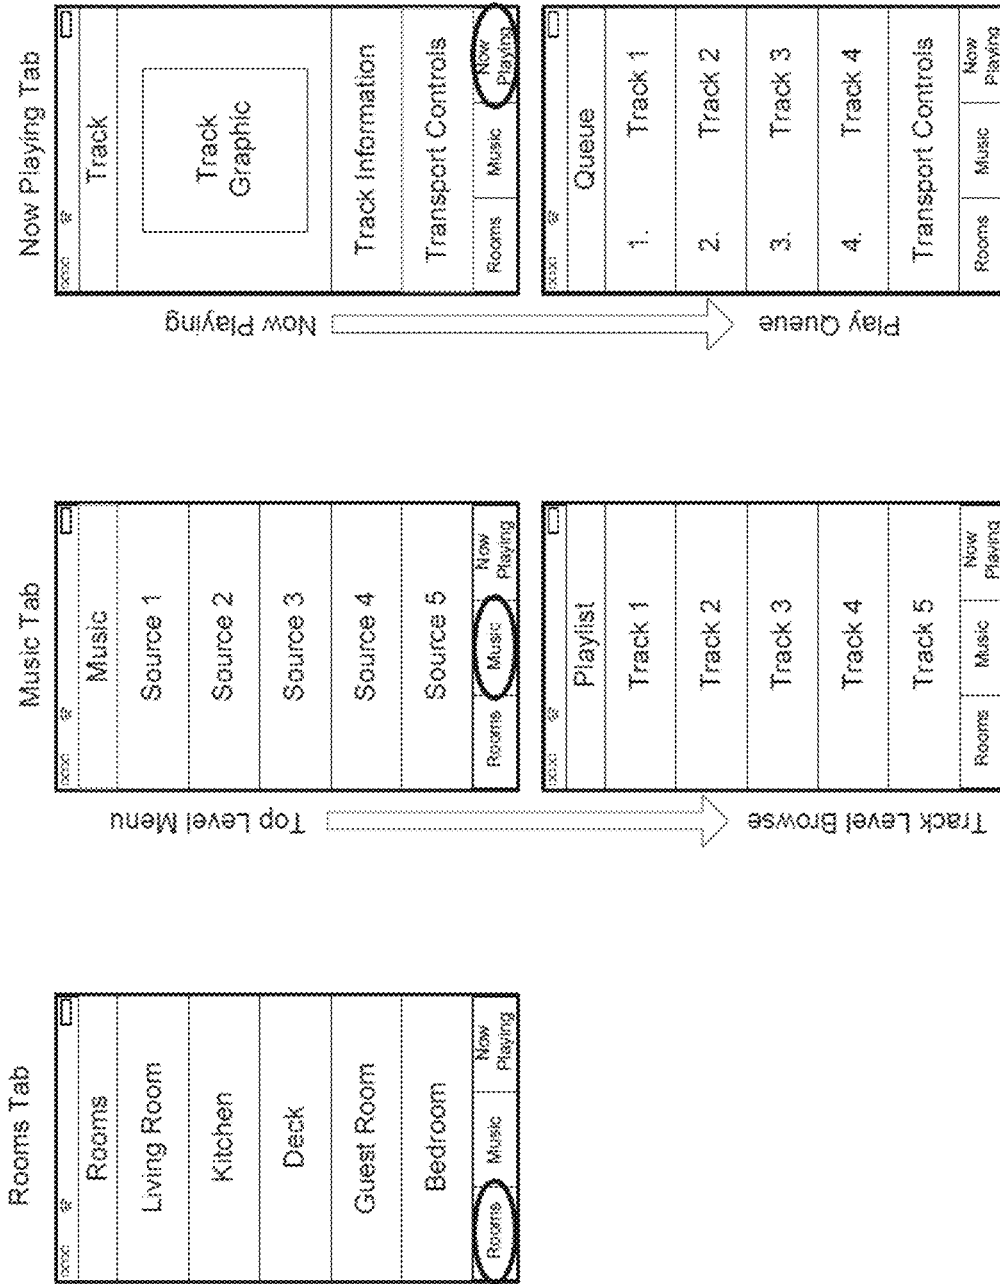 Rooms Tab
Rooms
Living Room
Kitchen
Deck
Guest Room
Bedroom
Rooms
Music
Now
Playing
Music Tab
Top Level Menu
Music
Source 1
Source 2
Source 3
Source 4
Source 5
Rooms
Music
Now
Playing
Track Level Browse
Playlist
Track 1
Track 2
Track 3
Track 4
Track 5
Rooms
Music
Now
Playing
Now Playing Tab
Now Playing
Track
Track
Graphic
Track Information
Transport Controls
Rooms
Music
Now
Playing
Play Queue
Queue
1. Track 1
2. Track 2
3. Track 3
4. Track 4
Transport Controls
Rooms
Music
Now
Playing